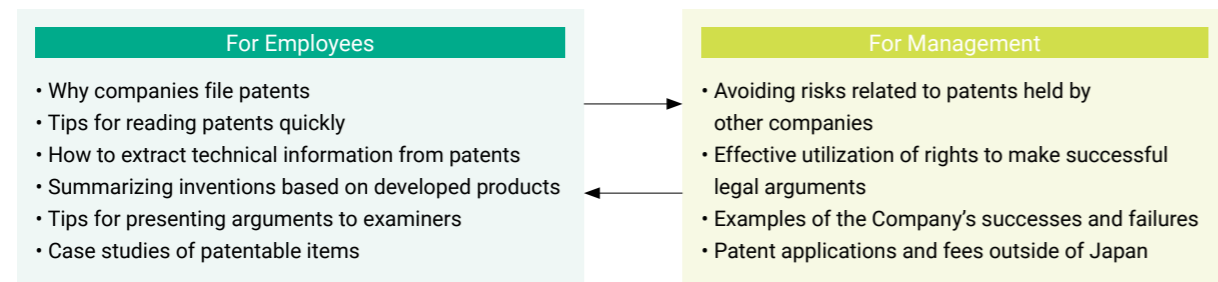 For Employees
• Why companies file patents
• Tips for reading patents quickly
• How to extract technical information from patents
• Summarizing inventions based on developed products
• Tips for presenting arguments to examiners
• Case studies of patentable items
For Management
• Avoiding risks related to patents held by
other companies
• Effective utilization of rights to make successful
legal arguments
• Examples of the Company’s successes and failures
• Patent applications and fees outside of Japan